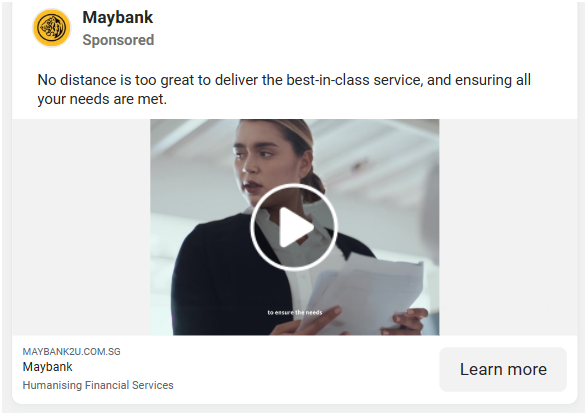 Maybank
Sponsored
No distance is too great to deliver the best-in-class service, and ensuring all
your needs are met.
to ensure the needs
MAYBANK2U.COM.SG
Maybank
Humanising Financial Services
Learn more